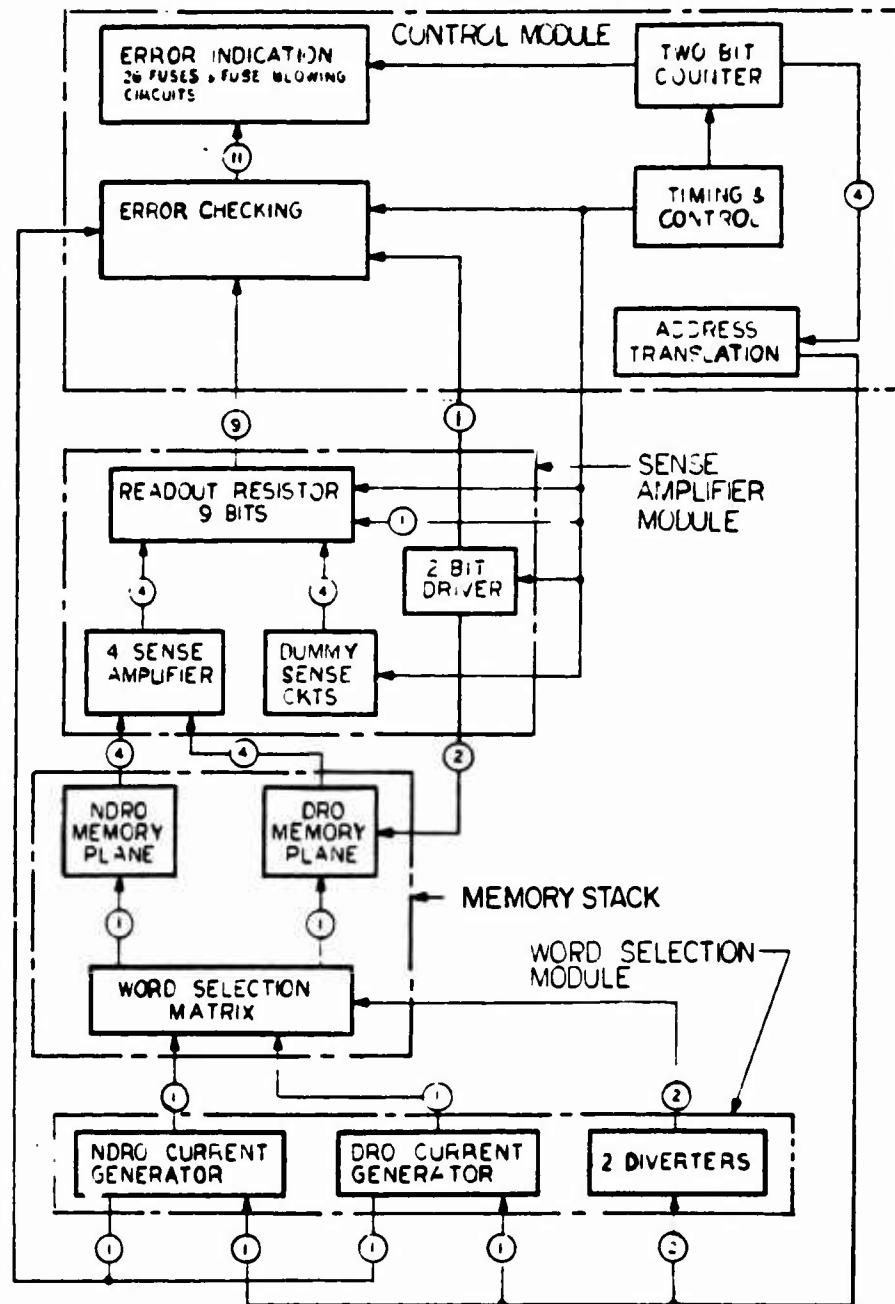 CONTROL MODULE
ERROR INDICATION
26 FUSES & FUSE BLOWING
CIRCUITS
TWO BIT
COUNTER
11
ERROR CHECKING
TIMING &
CONTROL
4
ADDRESS
TRANSLATION
9
1
READOUT RESISTOR
9 BITS
1
SENSE
AMPLIFIER
MODULE
2 BIT
DRIVER
4
4
4 SENSE
AMPLIFIER
DUMMY
SENSE
CKTS
4
4
2
NDRO
MEMORY
PLANE
DRO
MEMORY
PLANE
1
1
MEMORY STACK
WORD SELECTION
MATRIX
WORD SELECTION
MODULE
1
1
2
NDRO CURRENT
GENERATOR
DRO CURRENT
GENERATOR
2 DIVERTERS
1
1
1
1
2